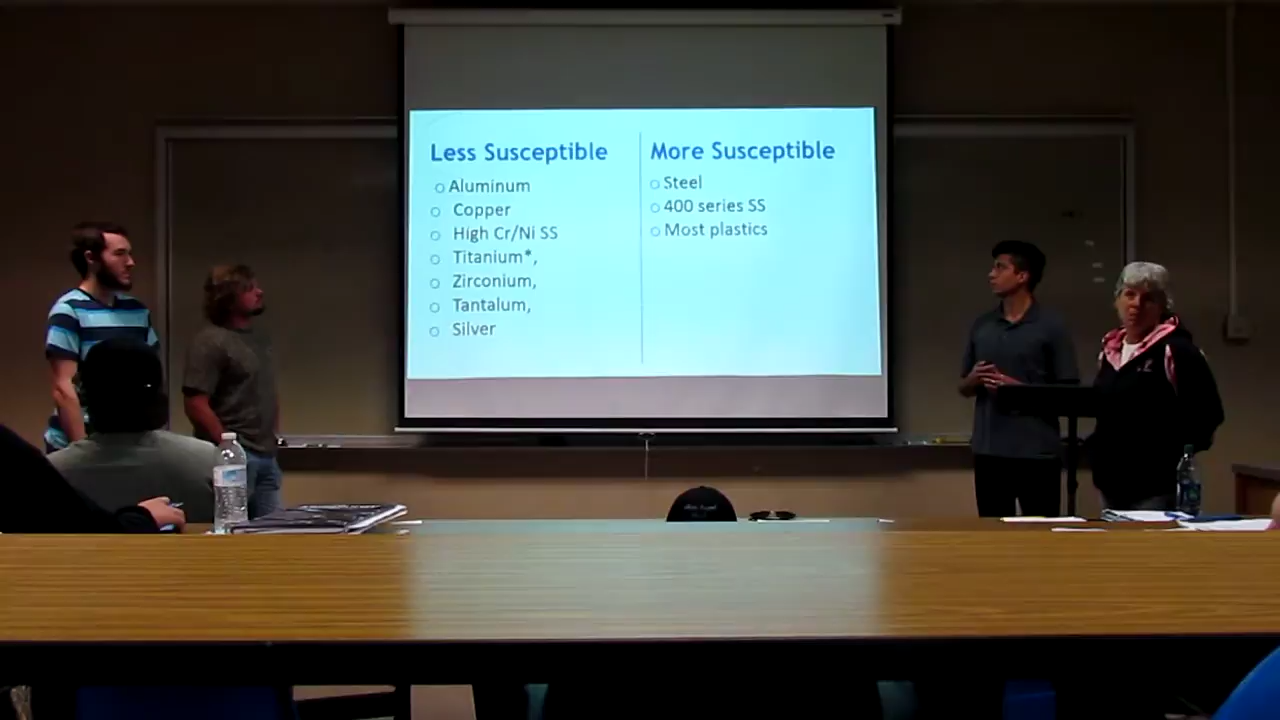 Less Susceptible
Aluminum
Copper
High Cr/Ni SS
Titanium*,
Zirconium,
Tantalum,
Silver
More Susceptible
Steel
400 series SS
Most plastics